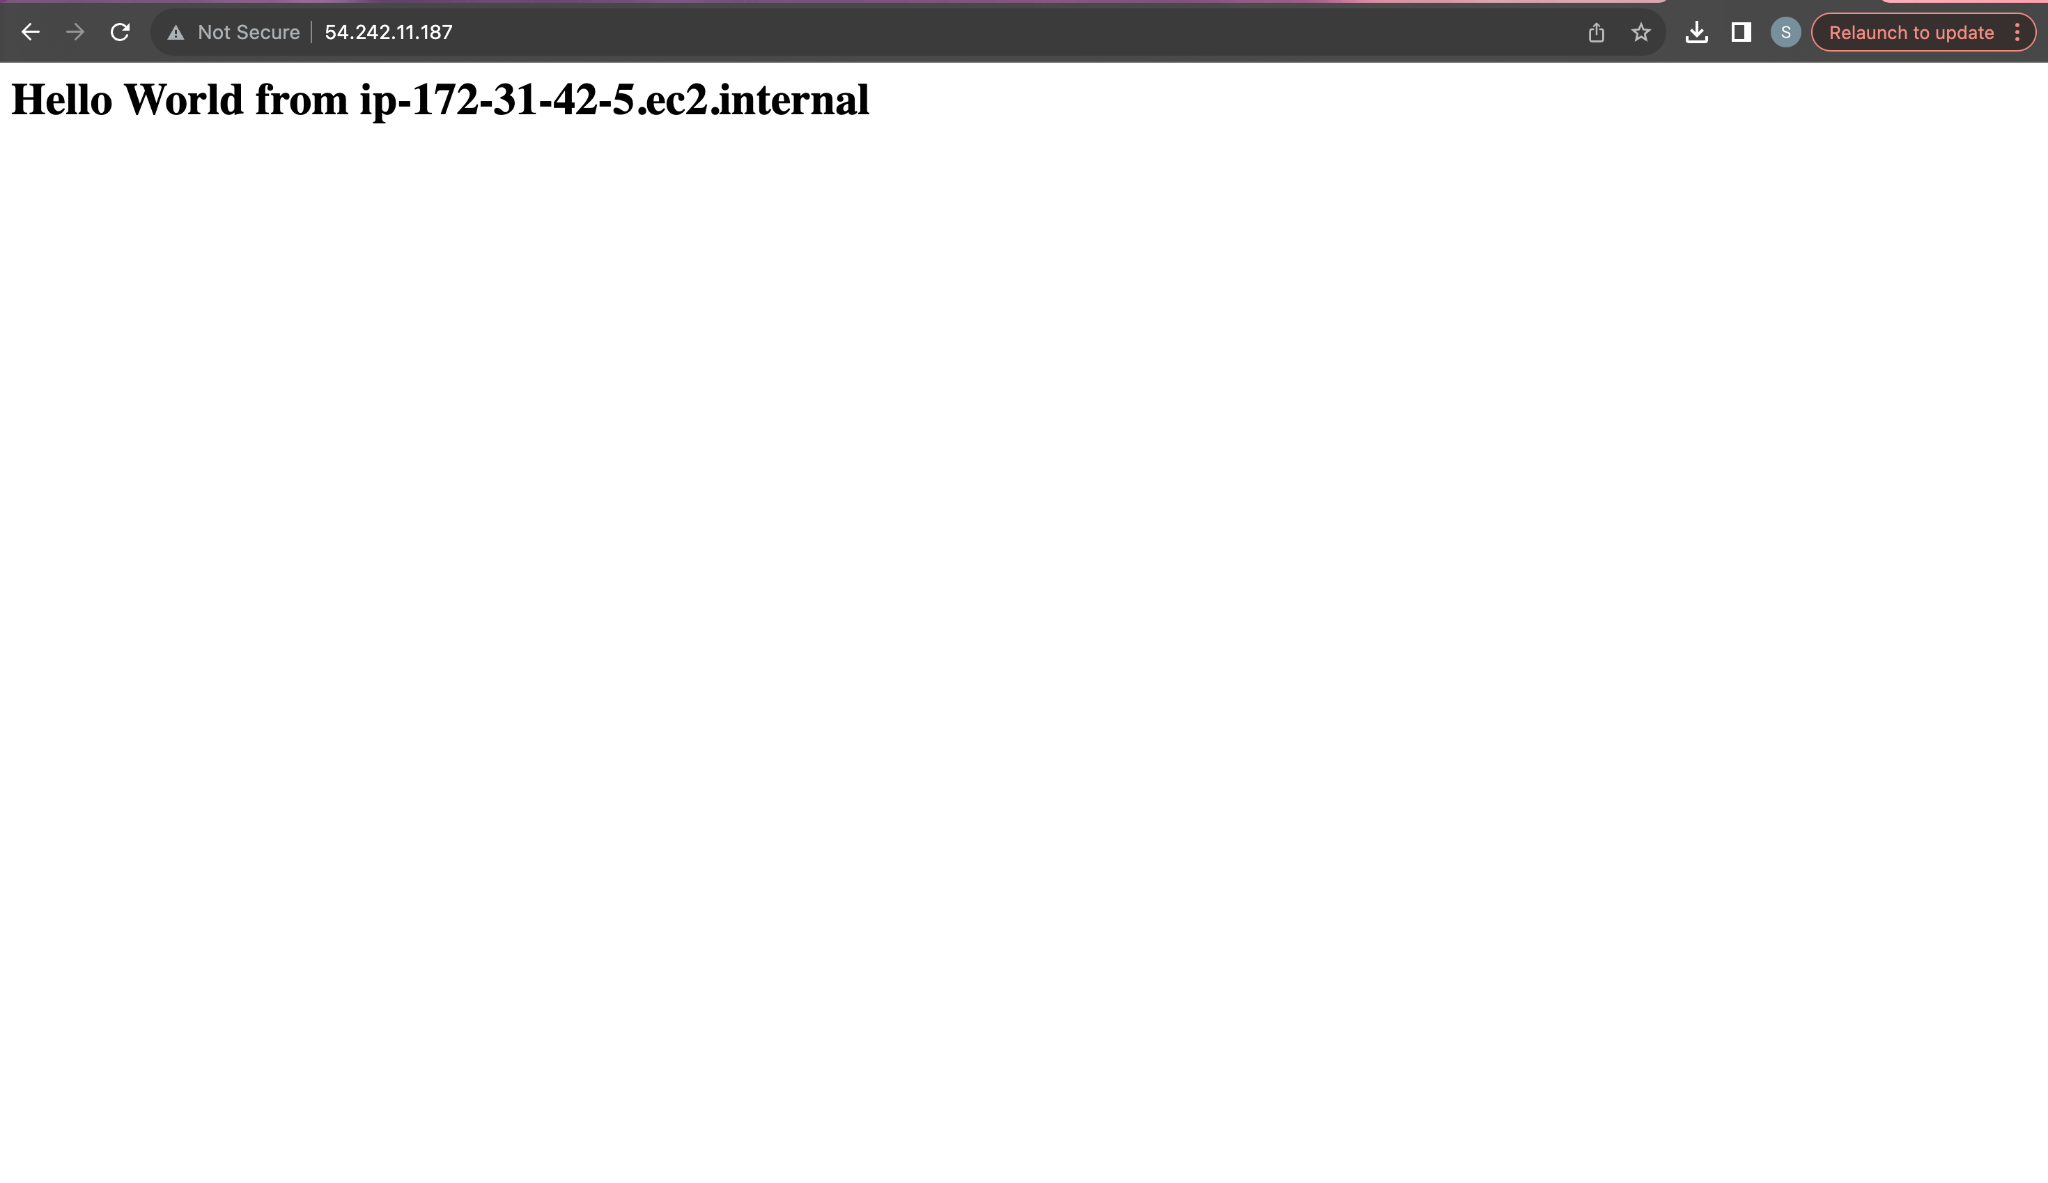 Not Secure 54.242.11.187 S Relaunch to update
Hello World from ip-172-31-42-5.ec2.internal